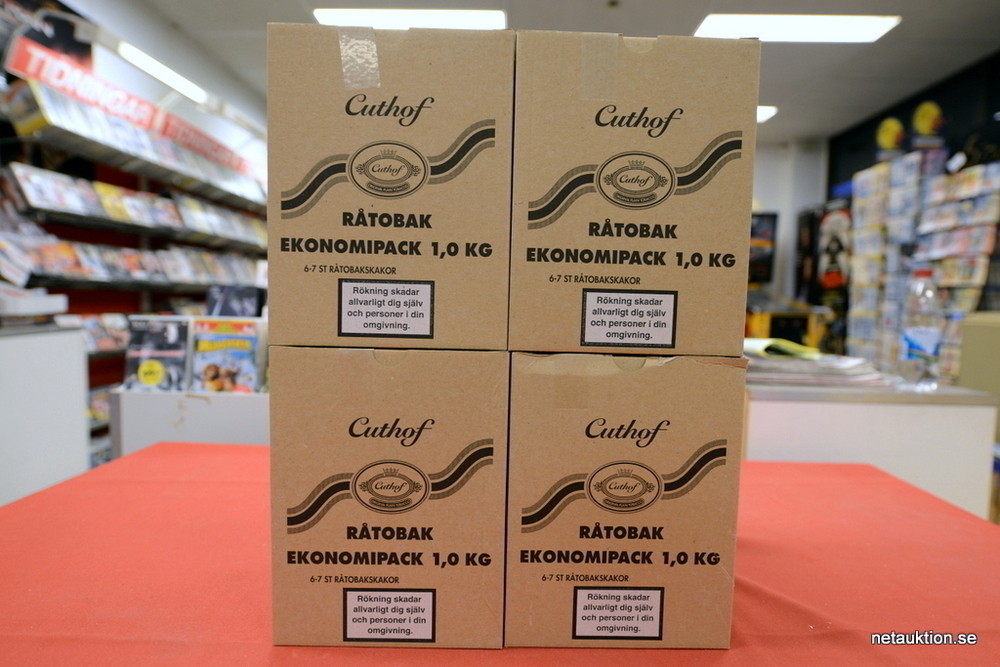 TIDNINGAR
Cuthof
Cuthof
RÅTOBAK
EKONOMIPACK 1,0 KG
6-7 ST RÅTOBAKSKAKOR
Rökning skadar
allvarligt dig själv
och personer i din
omgivning.
Cuthof
Cuthof
RÅTOBAK
EKONOMIPACK 1,0 KG
6-7 ST RÅTOBAKSKAKOR
Rökning skadar
allvarligt dig själv
och personer i din
omgivning.
Cuthof
Cuthof
RÅTOBAK
EKONOMIPACK 1,0 KG
6-7 ST RÅTOBAKSKAKOR
Rökning skadar
allvarligt dig själv
och personer i din
omgivning.
Cuthof
Cuthof
RÅTOBAK
EKONOMIPACK 1,0 KG
6-7 ST RÅTOBAKSKAKOR
Rökning skadar
allvarligt dig själv
och personer i din
omgivning.
netauktion.se